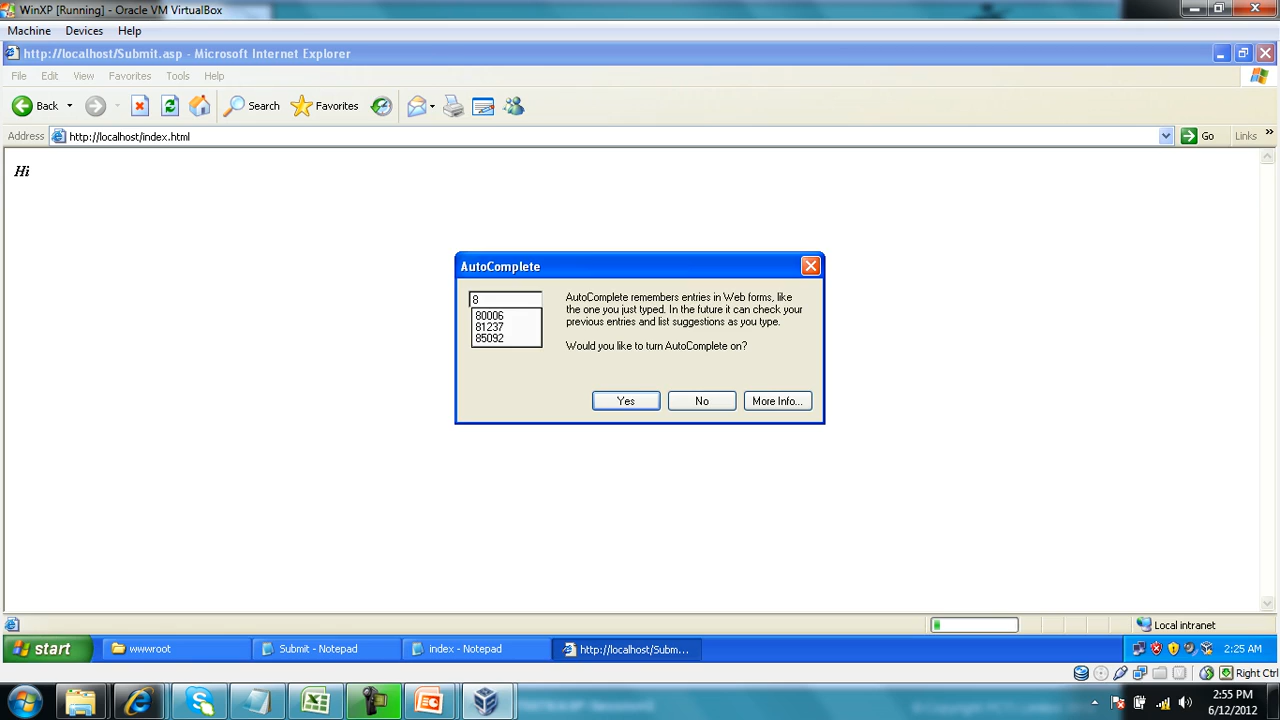 WinXP [Running] - Oracle VM VirtualBox
Machine Devices Help
http://localhost/Submit.asp - Microsoft Internet Explorer
File Edit View Favorites Tools Help
Back Search Favorites
Address http://localhost/index.html Go Links »
Hi
AutoComplete
8
80006
81237
85092
AutoComplete remembers entries in Web forms, like
the one you just typed. In the future it can check your
previous entries and list suggestions as you type.
Would you like to turn AutoComplete on?
Yes No More Info...
Local intranet
start wwwroot Submit - Notepad index - Notepad http://localhost/Subm... 2:25 AM
Right Ctrl
2:55 PM
6/12/2012